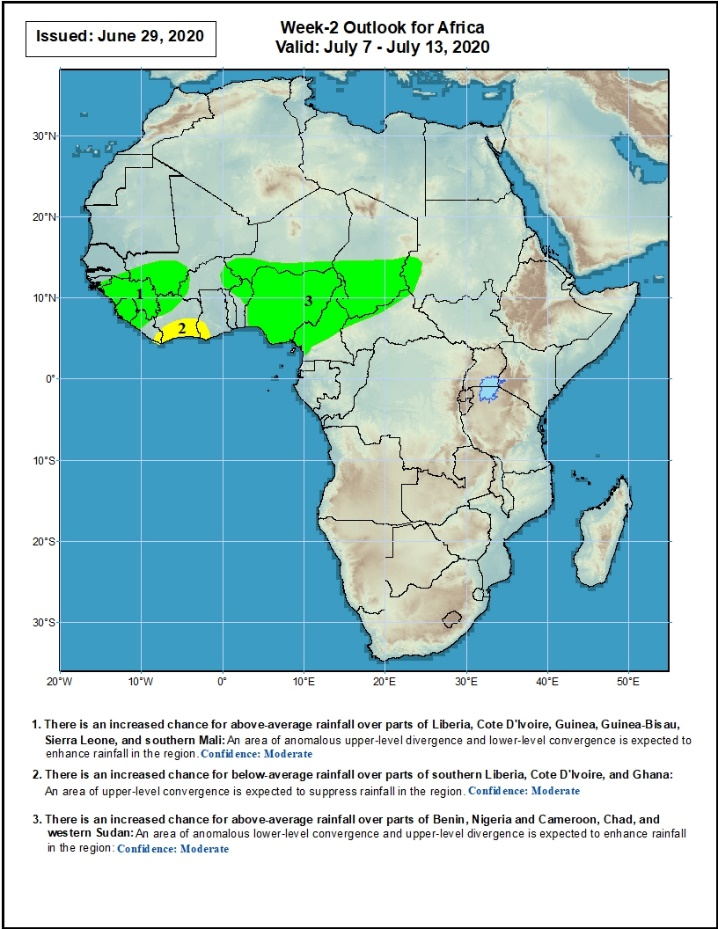 Issued: June 29, 2020
Week-2 Outlook for Africa
Valid: July 7 - July 13, 2020
30°N
20°N
10°N
0°
10°S
20°S
30°S
1
2
3
20°W
10°W
0°
10°E
20°E
30°E
40°E
50°E
1. There is an increased chance for above-average rainfall over parts of Liberia, Cote D'Ivoire, Guinea, Guinea-Bisau,
Sierra Leone, and southern Mali: An area of anomalous upper-level divergence and lower-level convergence is expected to
enhance rainfall in the region. Confidence: Moderate
2. There is an increased chance for below-average rainfall over parts of southern Liberia, Cote D'Ivoire, and Ghana:
An area of upper-level convergence is expected to suppress rainfall in the region. Confidence: Moderate
3. There is an increased chance for above-average rainfall over parts of Benin, Nigeria and Cameroon, Chad, and
western Sudan: An area of anomalous lower-level convergence and upper-level divergence is expected to enhance rainfall
in the region: Confidence: Moderate